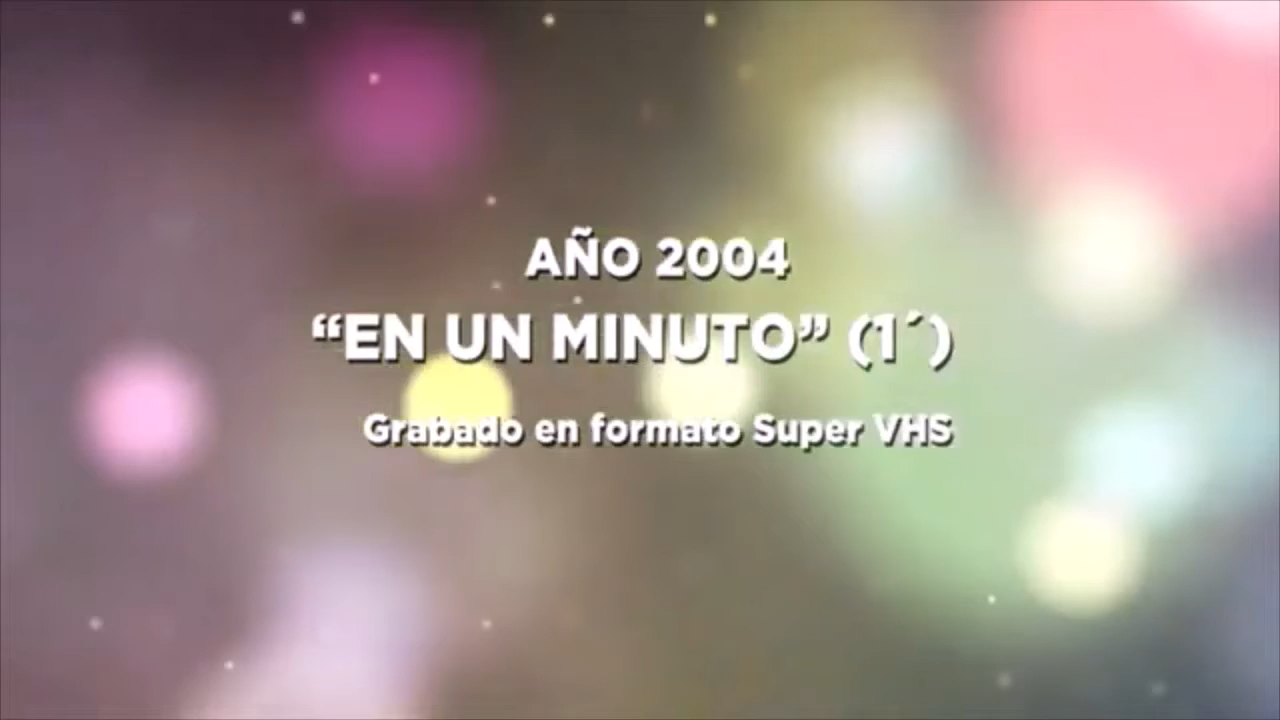 AÑO 2004
“EN UN MINUTO” (1´)
Grabado en formato Super VHS